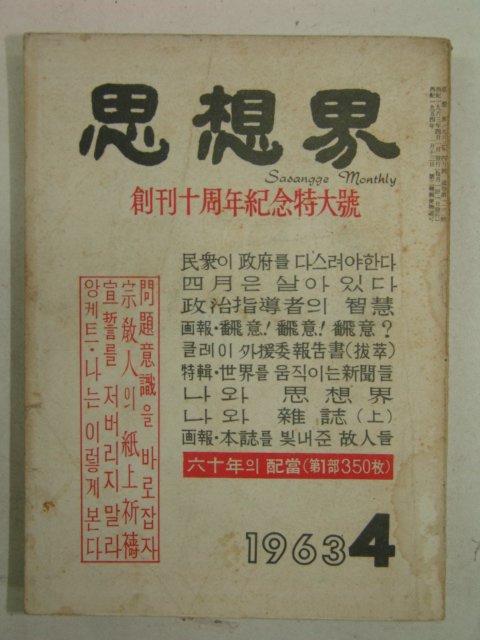 思想界
Sasangge Monthly
創刊十周年紀念特大號
民衆이 政府를 다스려야한다
四月은 살아있다
政治指導者의 智慧
画報·飜意! 飜意! 飜意?
클레이 外援委報告書(拔萃)
特輯·世界를 움직이는 新聞들
나와 思想界
나와 雜誌(上)
画報·本誌를 빛내준 故人들
六十年의 配當(第1部350枚)
問題意識을 바로잡자
宗敎人의 紙上祈禱
宣誓를 저버리지말라
앙케트·나는 이렇게 본다
1963 4